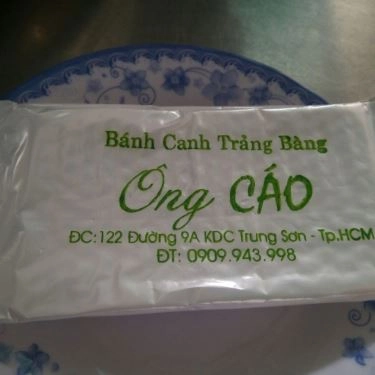 Bánh Canh Trảng Bàng
Ông CÁO
ĐC: 122 Đường 9A KDC Trung Sơn - Tp.HCM
ĐT: 0909.943.998